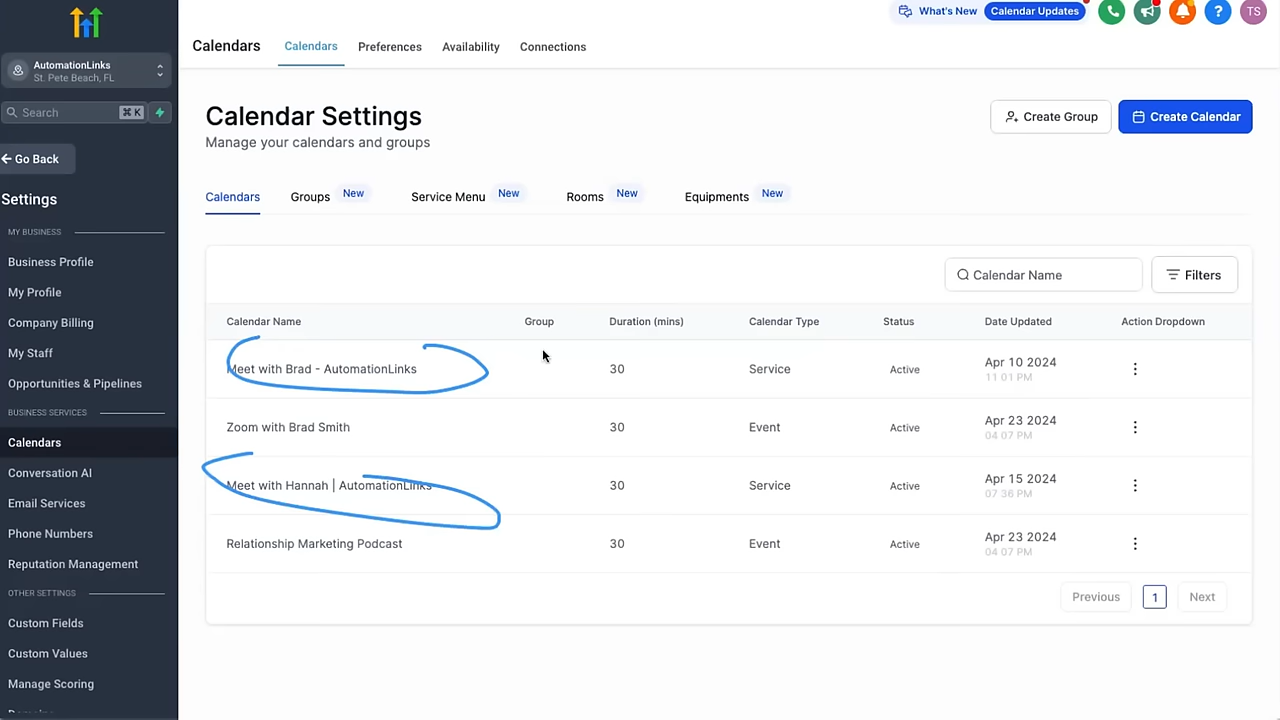 What's New
Calendar Updates
TS
AutomationLinks
St. Pete Beach, FL
Search
⌘ K
Go Back
Settings
MY BUSINESS
Business Profile
My Profile
Company Billing
My Staff
Opportunities & Pipelines
BUSINESS SERVICES
Calendars
Conversation AI
Email Services
Phone Numbers
Reputation Management
OTHER SETTINGS
Custom Fields
Custom Values
Manage Scoring
Calendars
Calendars Preferences Availability Connections
Calendar Settings
Manage your calendars and groups
Create Group
Create Calendar
Calendars Groups New Service Menu New Rooms New Equipments New
Calendar Name
Filters
Calendar Name Group Duration (mins) Calendar Type Status Date Updated Action Dropdown
Meet with Brad - AutomationLinks 30 Service Active Apr 10 2024
11 01 PM
Zoom with Brad Smith 30 Event Active Apr 23 2024
04 07 PM
Meet with Hannah | AutomationLinks 30 Service Active Apr 15 2024
07 36 PM
Relationship Marketing Podcast 30 Event Active Apr 23 2024
04 07 PM
Previous 1 Next